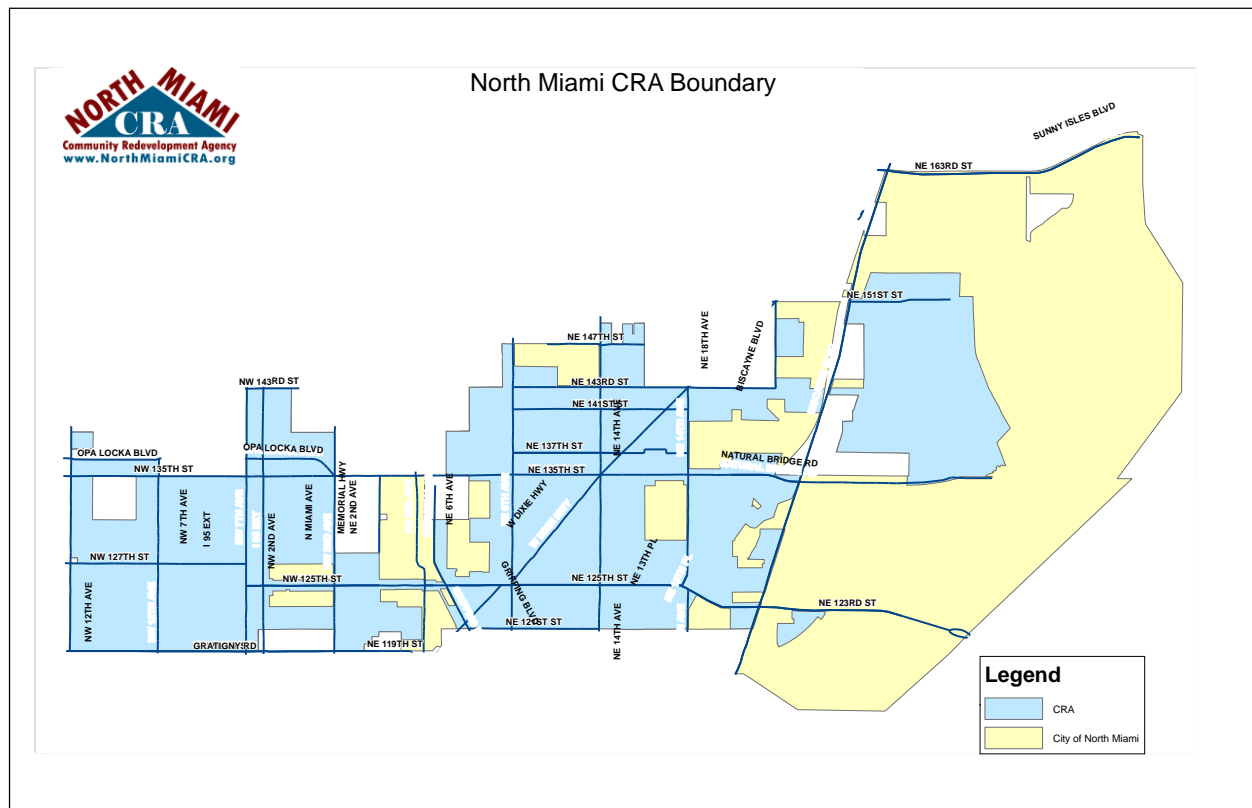 North Miami CRA Boundary
NORTH MIAMI
CRA
Community Redevelopment Agency
www.NorthMiamiCRA.org
SUNNY ISLES BLVD
NE 163RD ST
NE 151ST ST
NE 147TH ST
NE 18TH AVE
BISCAYNE BLVD
NW 143RD ST
NE 143RD ST
NE 141ST ST
NE 14TH AVE
OPA LOCKA BLVD
OPA LOCKA BLVD
NE 137TH ST
NATURAL BRIDGE RD
NW 135TH ST
NE 135TH ST
MEMORIAL HWY
NE 2ND AVE
NE 6TH AVE
W DIXIE HWY
NW 7TH AVE
I 95 EXT
N MIAMI AVE
NW 2ND AVE
NW 127TH ST
NW 125TH ST
NE 125TH ST
NE 13TH PL
GRIFFING BLVD
NW 12TH AVE
NE 123RD ST
NE 121ST ST
NE 14TH AVE
GRATIGNY RD
NE 119TH ST
Legend
CRA
City of North Miami